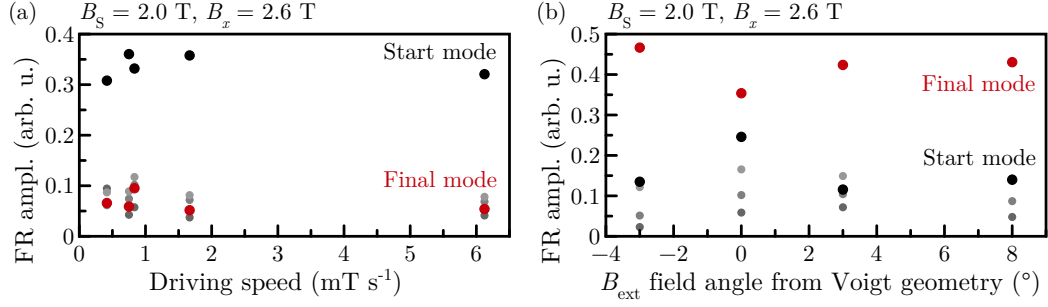 (a)
B_S = 2.0 T, B_x = 2.6 T
0.4
0.3
0.2
0.1
0
FR ampl. (arb. u.)
Start mode
Final mode
0 1 2 3 4 5 6
Driving speed (mT s⁻¹)
(b)
B_S = 2.0 T, B_x = 2.6 T
0.5
0.4
0.3
0.2
0.1
0
FR ampl. (arb. u.)
Final mode
Start mode
−4 −2 0 2 4 6 8
B_ext field angle from Voigt geometry (°)